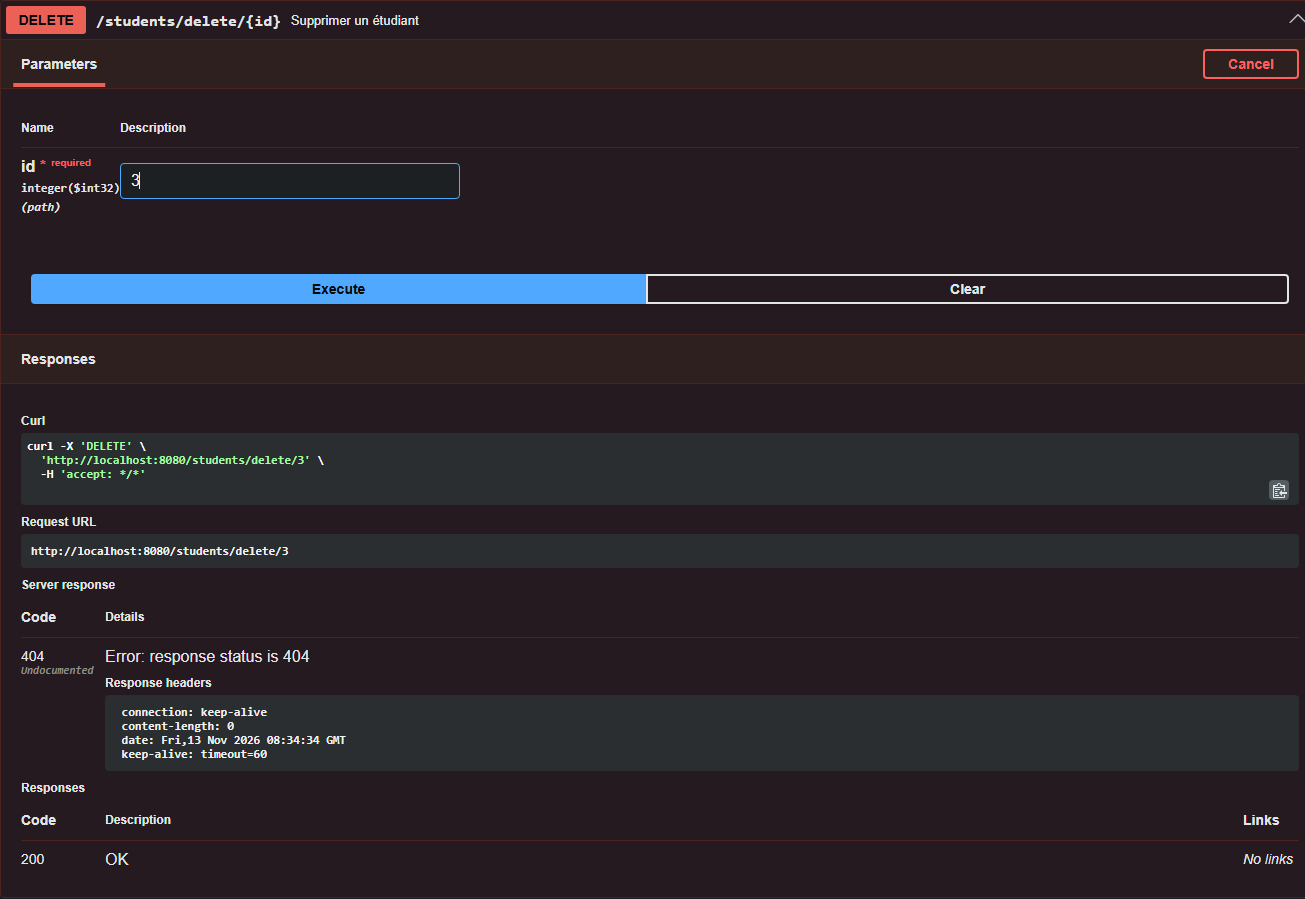 DELETE /students/delete/{id} Supprimer un étudiant
Parameters Cancel
Name Description
id * required
integer($int32)
(path)
3
Execute Clear
Responses
Curl
curl -X 'DELETE' \
'http://localhost:8080/students/delete/3' \
-H 'accept: */*'
Request URL
http://localhost:8080/students/delete/3
Server response
Code Details
404 Error: response status is 404
Undocumented
Response headers
connection: keep-alive
content-length: 0
date: Fri,13 Nov 2026 08:34:34 GMT
keep-alive: timeout=60
Responses
Code Description Links
200 OK No links